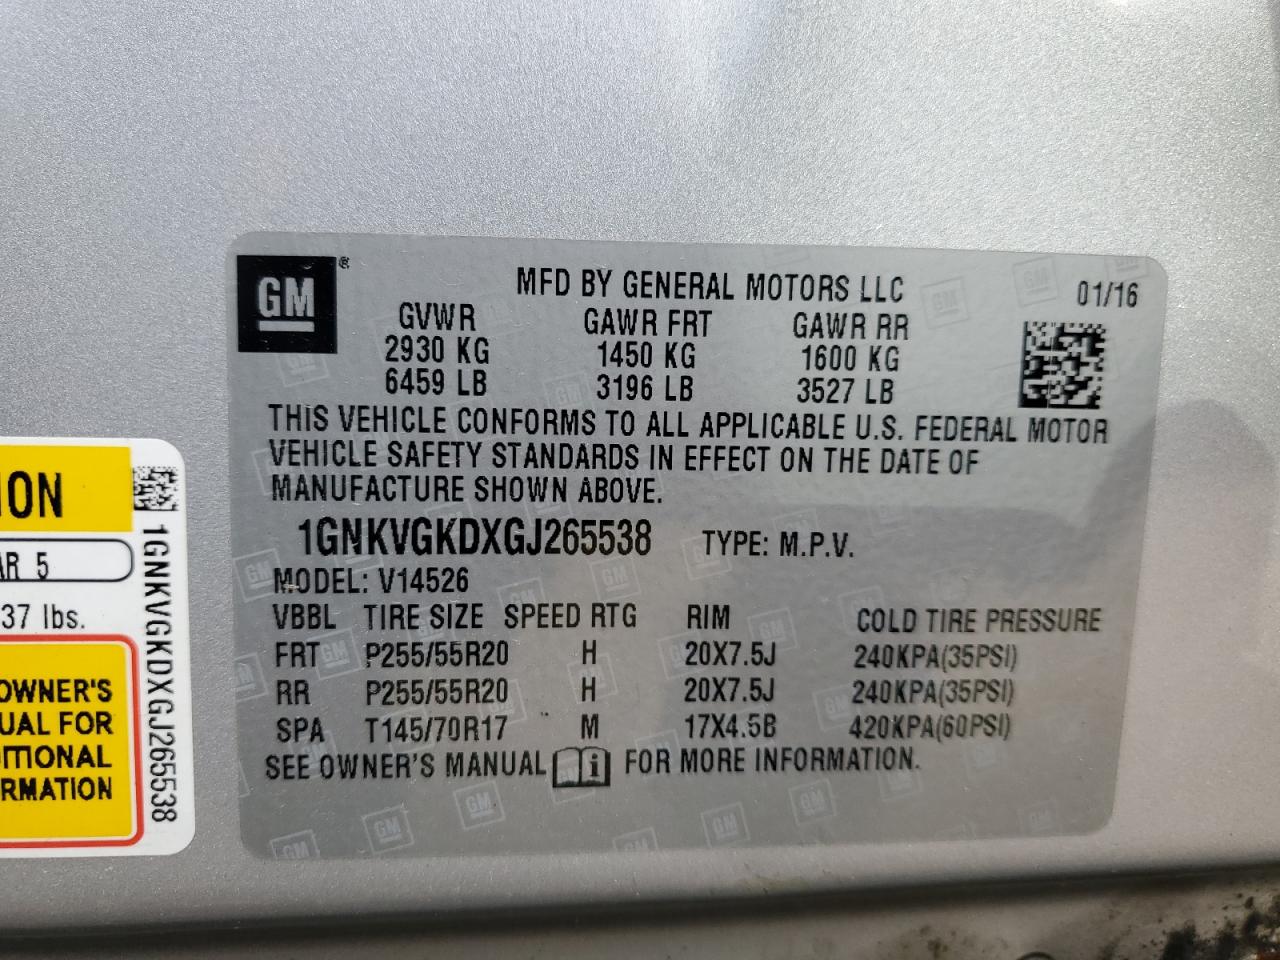 GM®
MFD BY GENERAL MOTORS LLC
01/16
GVWR GAWR FRT GAWR RR
2930 KG 1450 KG 1600 KG
6459 LB 3196 LB 3527 LB
THIS VEHICLE CONFORMS TO ALL APPLICABLE U.S. FEDERAL MOTOR
VEHICLE SAFETY STANDARDS IN EFFECT ON THE DATE OF
MANUFACTURE SHOWN ABOVE.
1GNKVGKDXGJ265538 TYPE: M.P.V.
MODEL: V14526
VBBL TIRE SIZE SPEED RTG RIM COLD TIRE PRESSURE
FRT P255/55R20 H 20X7.5J 240KPA(35PSI)
RR P255/55R20 H 20X7.5J 240KPA(35PSI)
SPA T145/70R17 M 17X4.5B 420KPA(60PSI)
SEE OWNER'S MANUAL i FOR MORE INFORMATION.
ION
AR 5
37 lbs.
OWNER'S
UAL FOR
ITIONAL
RMATION
1GNKVGKDXGJ265538